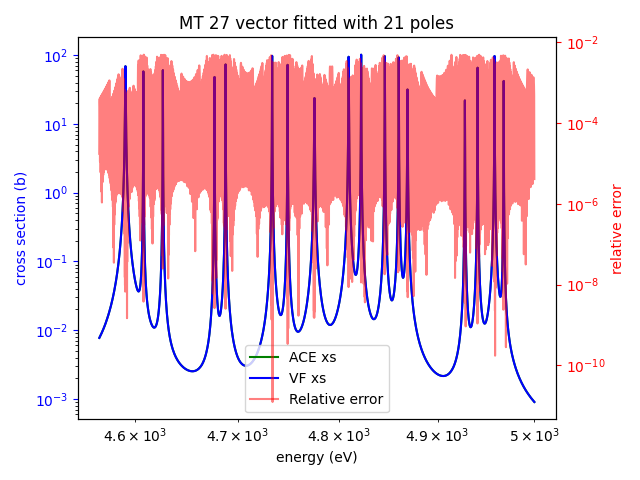 MT 27 vector fitted with 21 poles
10²
10¹
10⁰
10⁻¹
10⁻²
10⁻³
cross section (b)
10⁻²
10⁻⁴
10⁻⁶
10⁻⁸
10⁻¹⁰
relative error
ACE xs
VF xs
Relative error
4.6 × 10³ 4.7 × 10³ 4.8 × 10³ 4.9 × 10³ 5 × 10³
energy (eV)